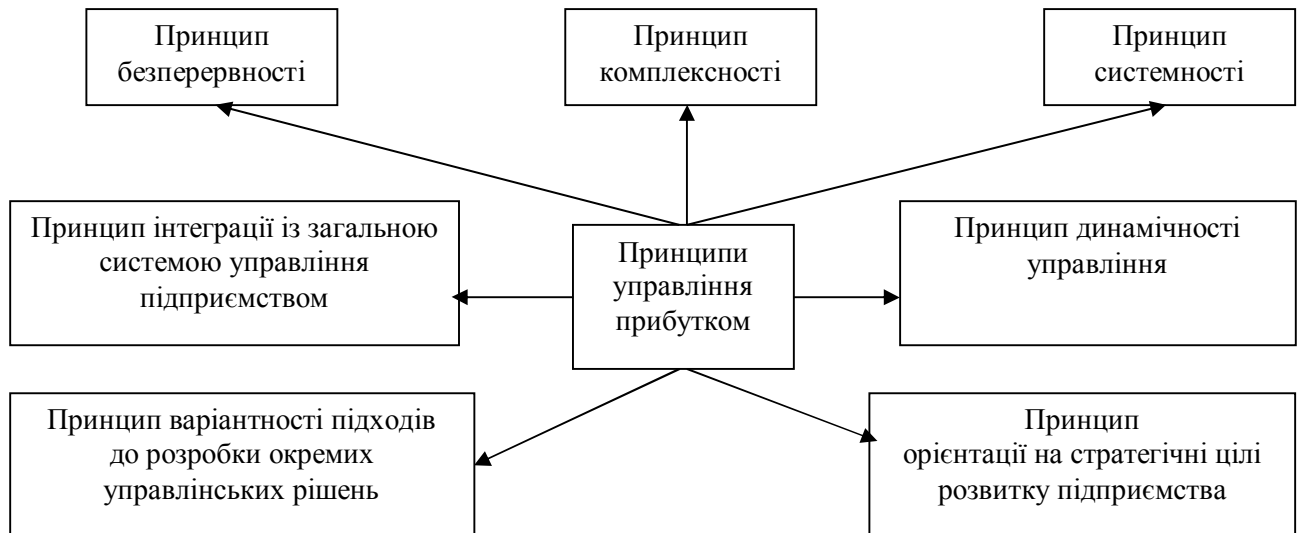 Принцип
безперервності
Принцип
комплексності
Принцип
системності
Принцип інтеграції із загальною
системою управління
підприємством
Принципи
управління
прибутком
Принцип динамічності
управління
Принцип варіантності підходів
до розробки окремих
управлінських рішень
Принцип
орієнтації на стратегічні цілі
розвитку підприємства